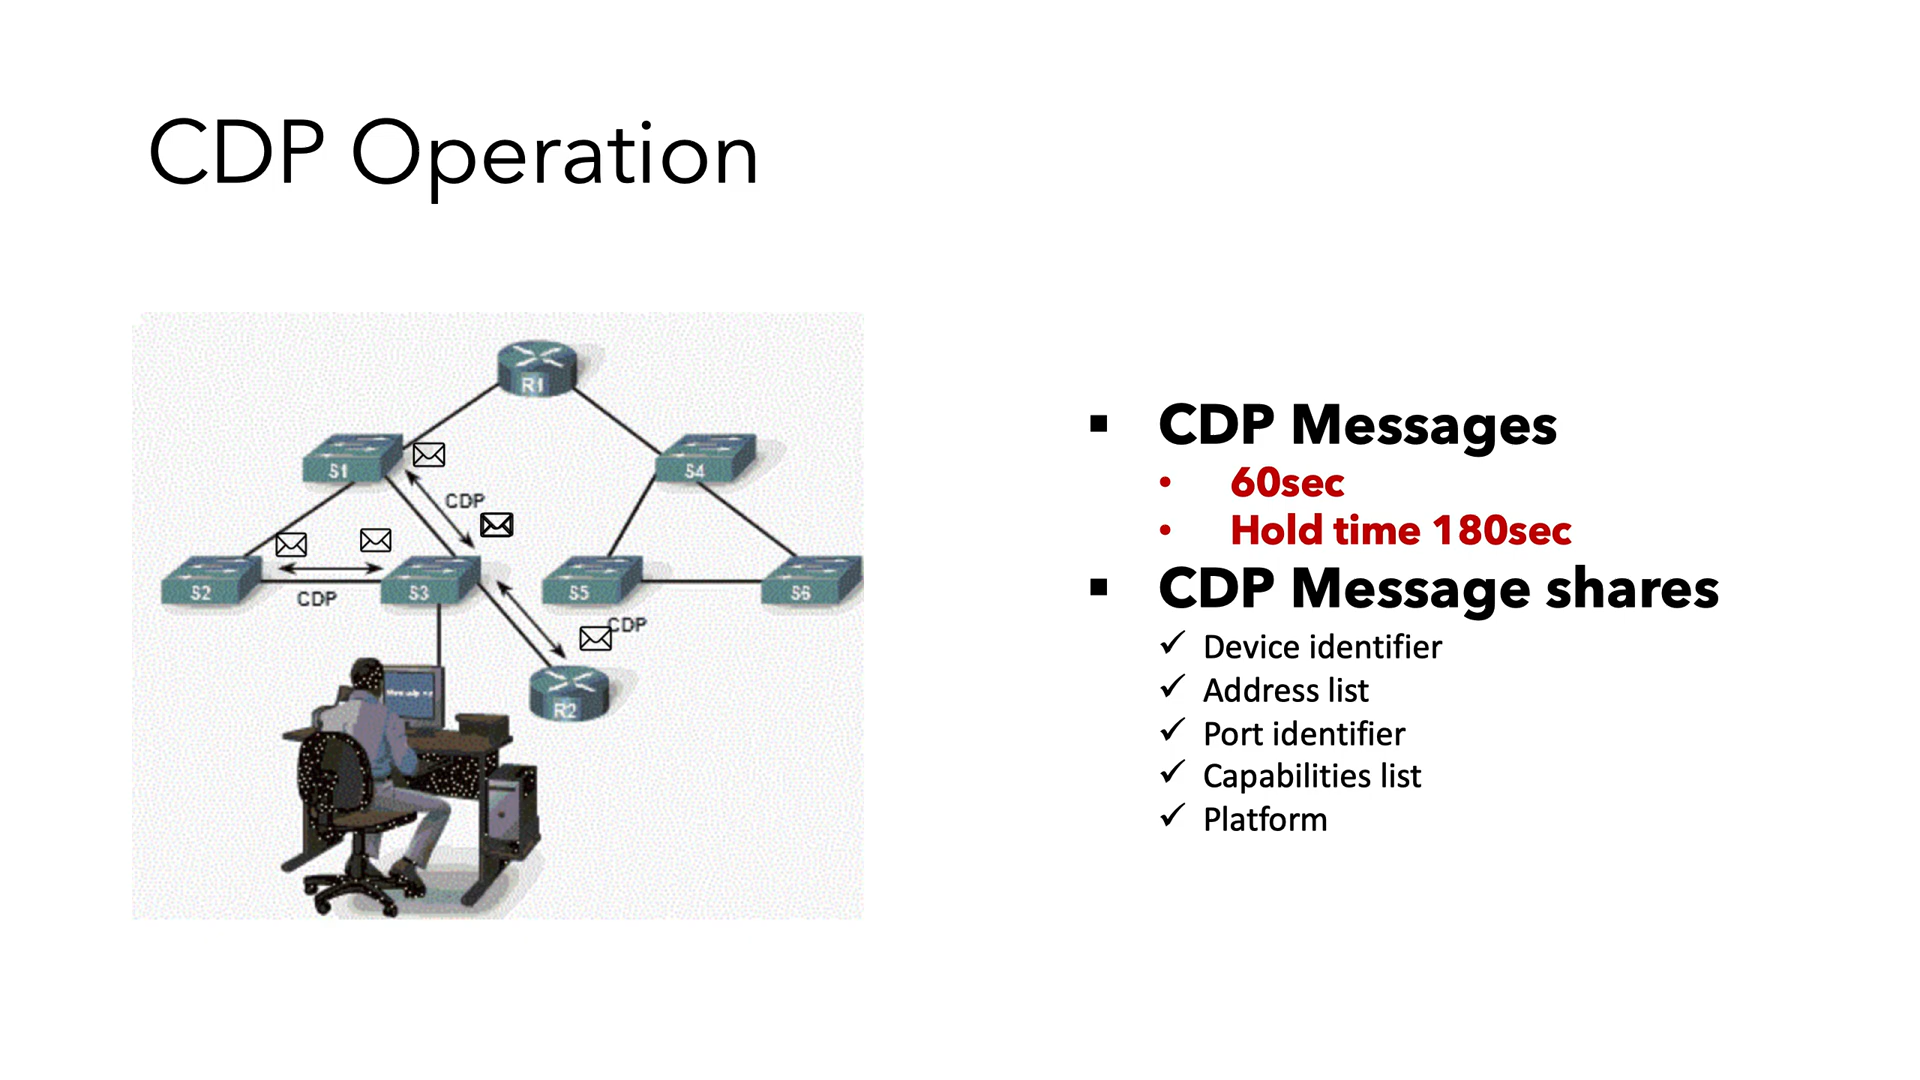 CDP Operation
R1
S1
S4
CDP
S2
CDP
S3
S5
S6
CDP
R2
▪ CDP Messages
• 60sec
• Hold time 180sec
▪ CDP Message shares
✓ Device identifier
✓ Address list
✓ Port identifier
✓ Capabilities list
✓ Platform